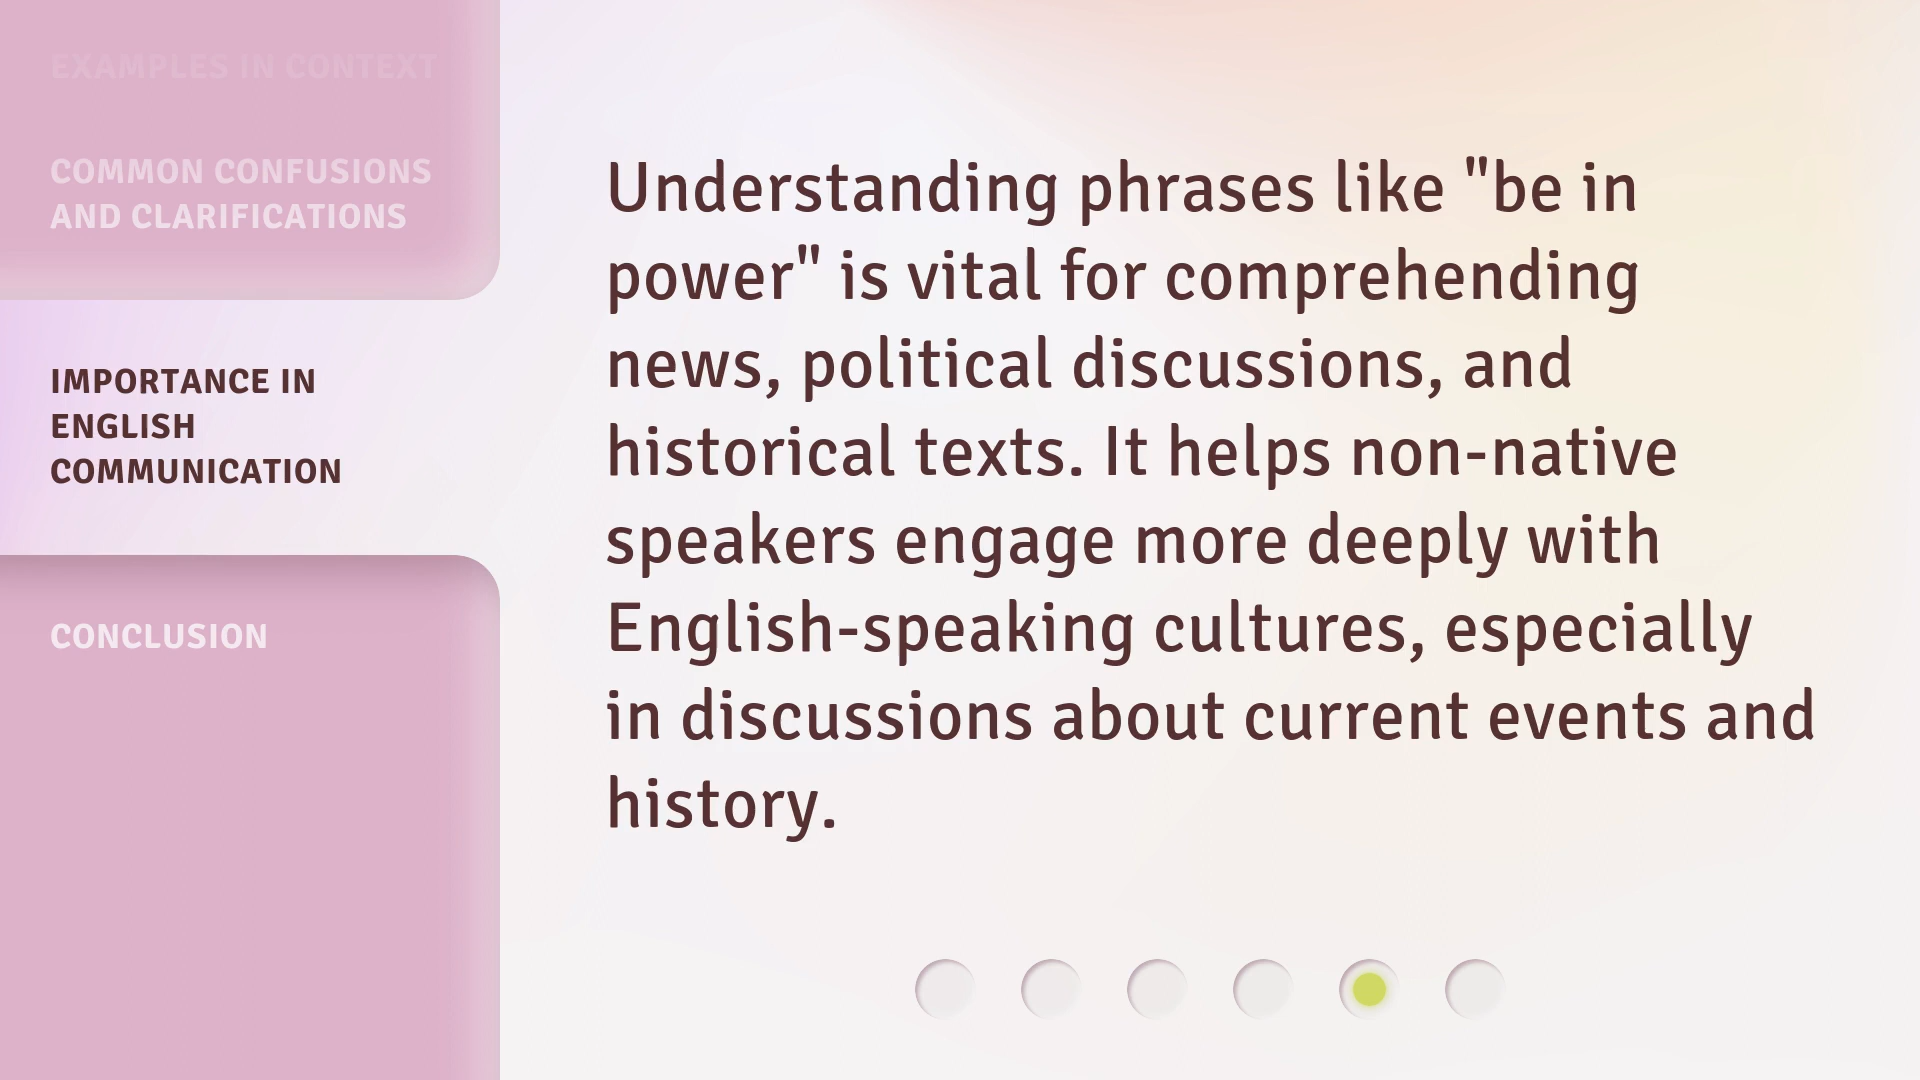 EXAMPLES IN CONTEXT
COMMON CONFUSIONS
AND CLARIFICATIONS
IMPORTANCE IN
ENGLISH
COMMUNICATION
CONCLUSION
Understanding phrases like "be in
power" is vital for comprehending
news, political discussions, and
historical texts. It helps non-native
speakers engage more deeply with
English-speaking cultures, especially
in discussions about current events and
history.